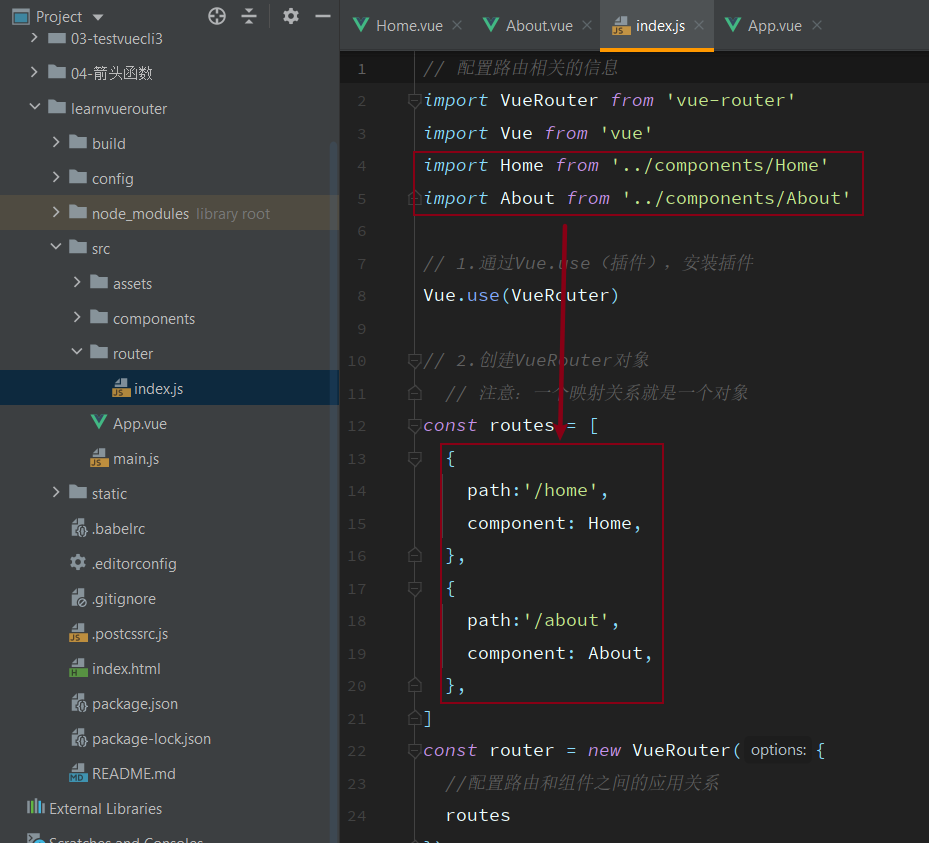 Project
03-testvuecli3
04-箭头函数
learnvuerouter
build
config
node_modules library root
src
assets
components
router
index.js
App.vue
main.js
static
.babelrc
.editorconfig
.gitignore
.postcssrc.js
index.html
package.json
package-lock.json
README.md
External Libraries
Scratches and Consoles
Home.vue
About.vue
index.js
App.vue
1 // 配置路由相关的信息
2 import VueRouter from 'vue-router'
3 import Vue from 'vue'
4 import Home from '../components/Home'
5 import About from '../components/About'
6
7 // 1.通过Vue.use（插件），安装插件
8 Vue.use(VueRouter)
9
10 // 2.创建VueRouter对象
11 // 注意：一个映射关系就是一个对象
12 const routes = [
13 {
14 path:'/home',
15 component: Home,
16 },
17 {
18 path:'/about',
19 component: About,
20 },
21 ]
22 const router = new VueRouter( options: {
23 //配置路由和组件之间的应用关系
24 routes
})